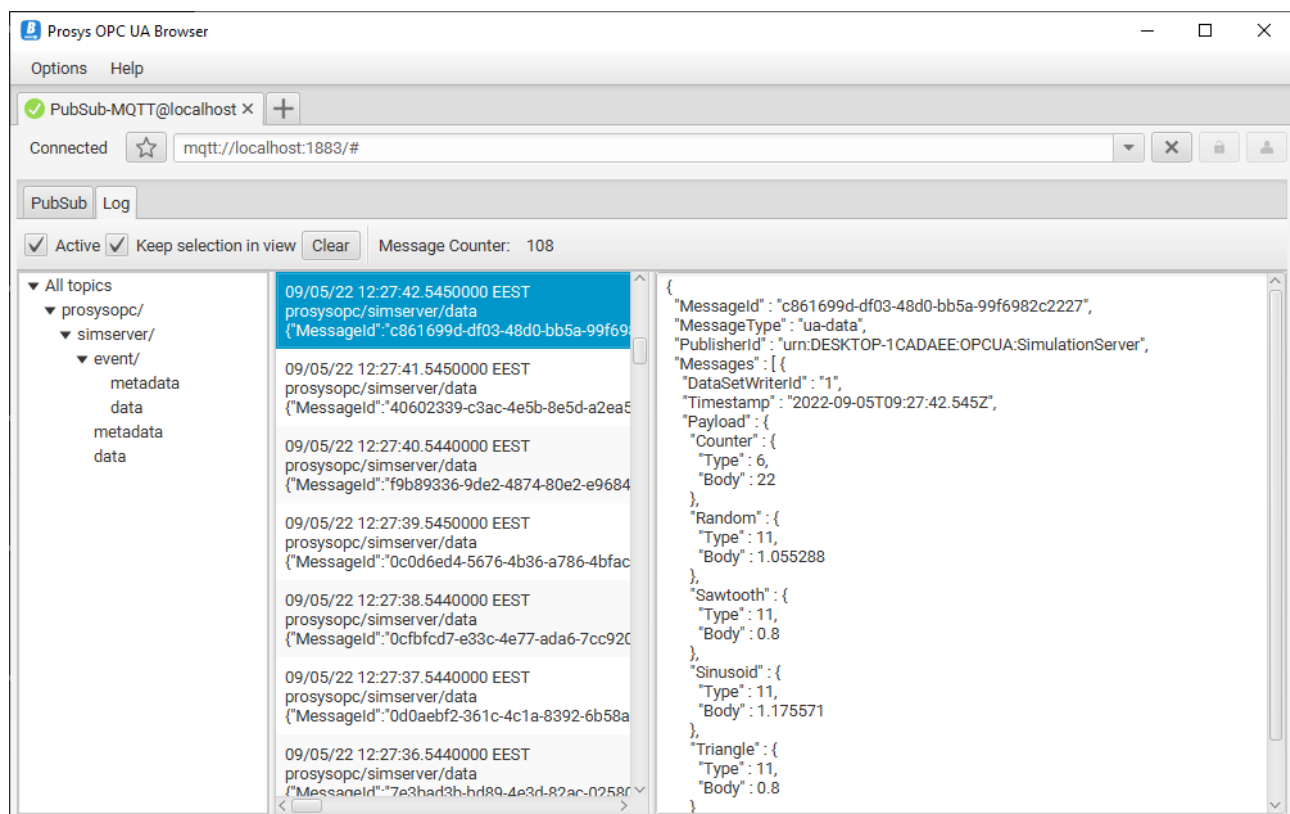 Prosys OPC UA Browser
Options Help
PubSub-MQTT@localhost
Connected mqtt://localhost:1883/#
PubSub Log
Active Keep selection in view Clear Message Counter: 108
All topics
prosysopc/
simserver/
event/
metadata
data
metadata
data
09/05/22 12:27:42.5450000 EEST
prosysopc/simserver/data
{"MessageId":"c861699d-df03-48d0-bb5a-99f698
09/05/22 12:27:41.5450000 EEST
prosysopc/simserver/data
{"MessageId":"40602339-c3ac-4e5b-8e5d-a2ea5
09/05/22 12:27:40.5440000 EEST
prosysopc/simserver/data
{"MessageId":"f9b89336-9de2-4874-80e2-e9684
09/05/22 12:27:39.5450000 EEST
prosysopc/simserver/data
{"MessageId":"0c0d6ed4-5676-4b36-a786-4bfac
09/05/22 12:27:38.5440000 EEST
prosysopc/simserver/data
{"MessageId":"0cfbfcd7-e33c-4e77-ada6-7cc920
09/05/22 12:27:37.5440000 EEST
prosysopc/simserver/data
{"MessageId":"0d0aebf2-361c-4c1a-8392-6b58a
09/05/22 12:27:36.5440000 EEST
prosysopc/simserver/data
{"MessageId":"7e3bad3b-bd89-4e3d-82ac-02580
{
"MessageId" : "c861699d-df03-48d0-bb5a-99f6982c2227",
"MessageType" : "ua-data",
"PublisherId" : "urn:DESKTOP-1CADAEE:OPCUA:SimulationServer",
"Messages" : [ {
"DataSetWriterId" : "1",
"Timestamp" : "2022-09-05T09:27:42.545Z",
"Payload" : {
"Counter" : {
"Type" : 6,
"Body" : 22
},
"Random" : {
"Type" : 11,
"Body" : 1.055288
},
"Sawtooth" : {
"Type" : 11,
"Body" : 0.8
},
"Sinusoid" : {
"Type" : 11,
"Body" : 1.175571
},
"Triangle" : {
"Type" : 11,
"Body" : 0.8
}